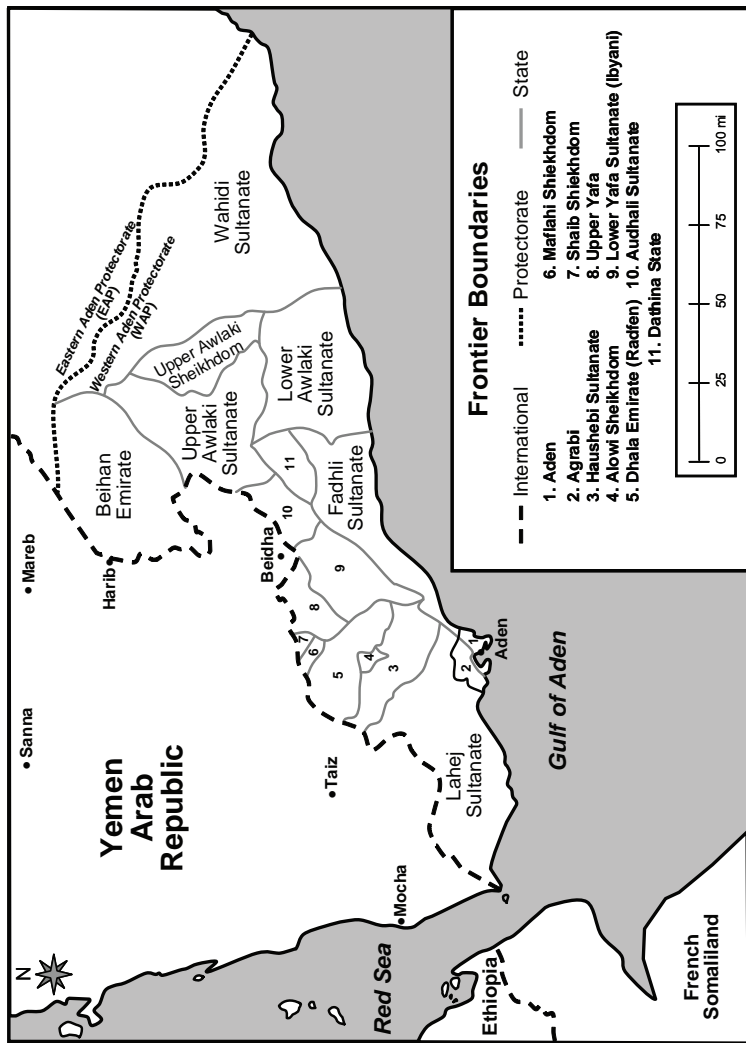 N
Red Sea
Ethiopia
French
Somaliland
•Mocha
Yemen
Arab
Republic
•Sanna
•Mareb
•Taiz
Harib•
Beidha
Lahej
Sultanate
Gulf of Aden
Aden
1
2
3
4
5
6
7
8
9
10
11
Beihan
Emirate
Upper
Awlaki
Sultanate
Upper Awlaki
Sheikhdom
Lower
Awlaki
Sultanate
Fadhli
Sultanate
Wahidi
Sultanate
Eastern Aden Protectorate
(EAP)
Western Aden Protectorate
(WAP)
Frontier Boundaries
International Protectorate State
1. Aden
2. Agrabi
3. Haushebi Sultanate
4. Alowi Sheikhdom
5. Dhala Emirate (Radfen)
6. Maflahi Shiekhdom
7. Shaib Shiekhdom
8. Upper Yafa
9. Lower Yafa Sultanate (Ibyani)
10. Audhali Sultanate
11. Dathina State
0 25 50 75 100 mi